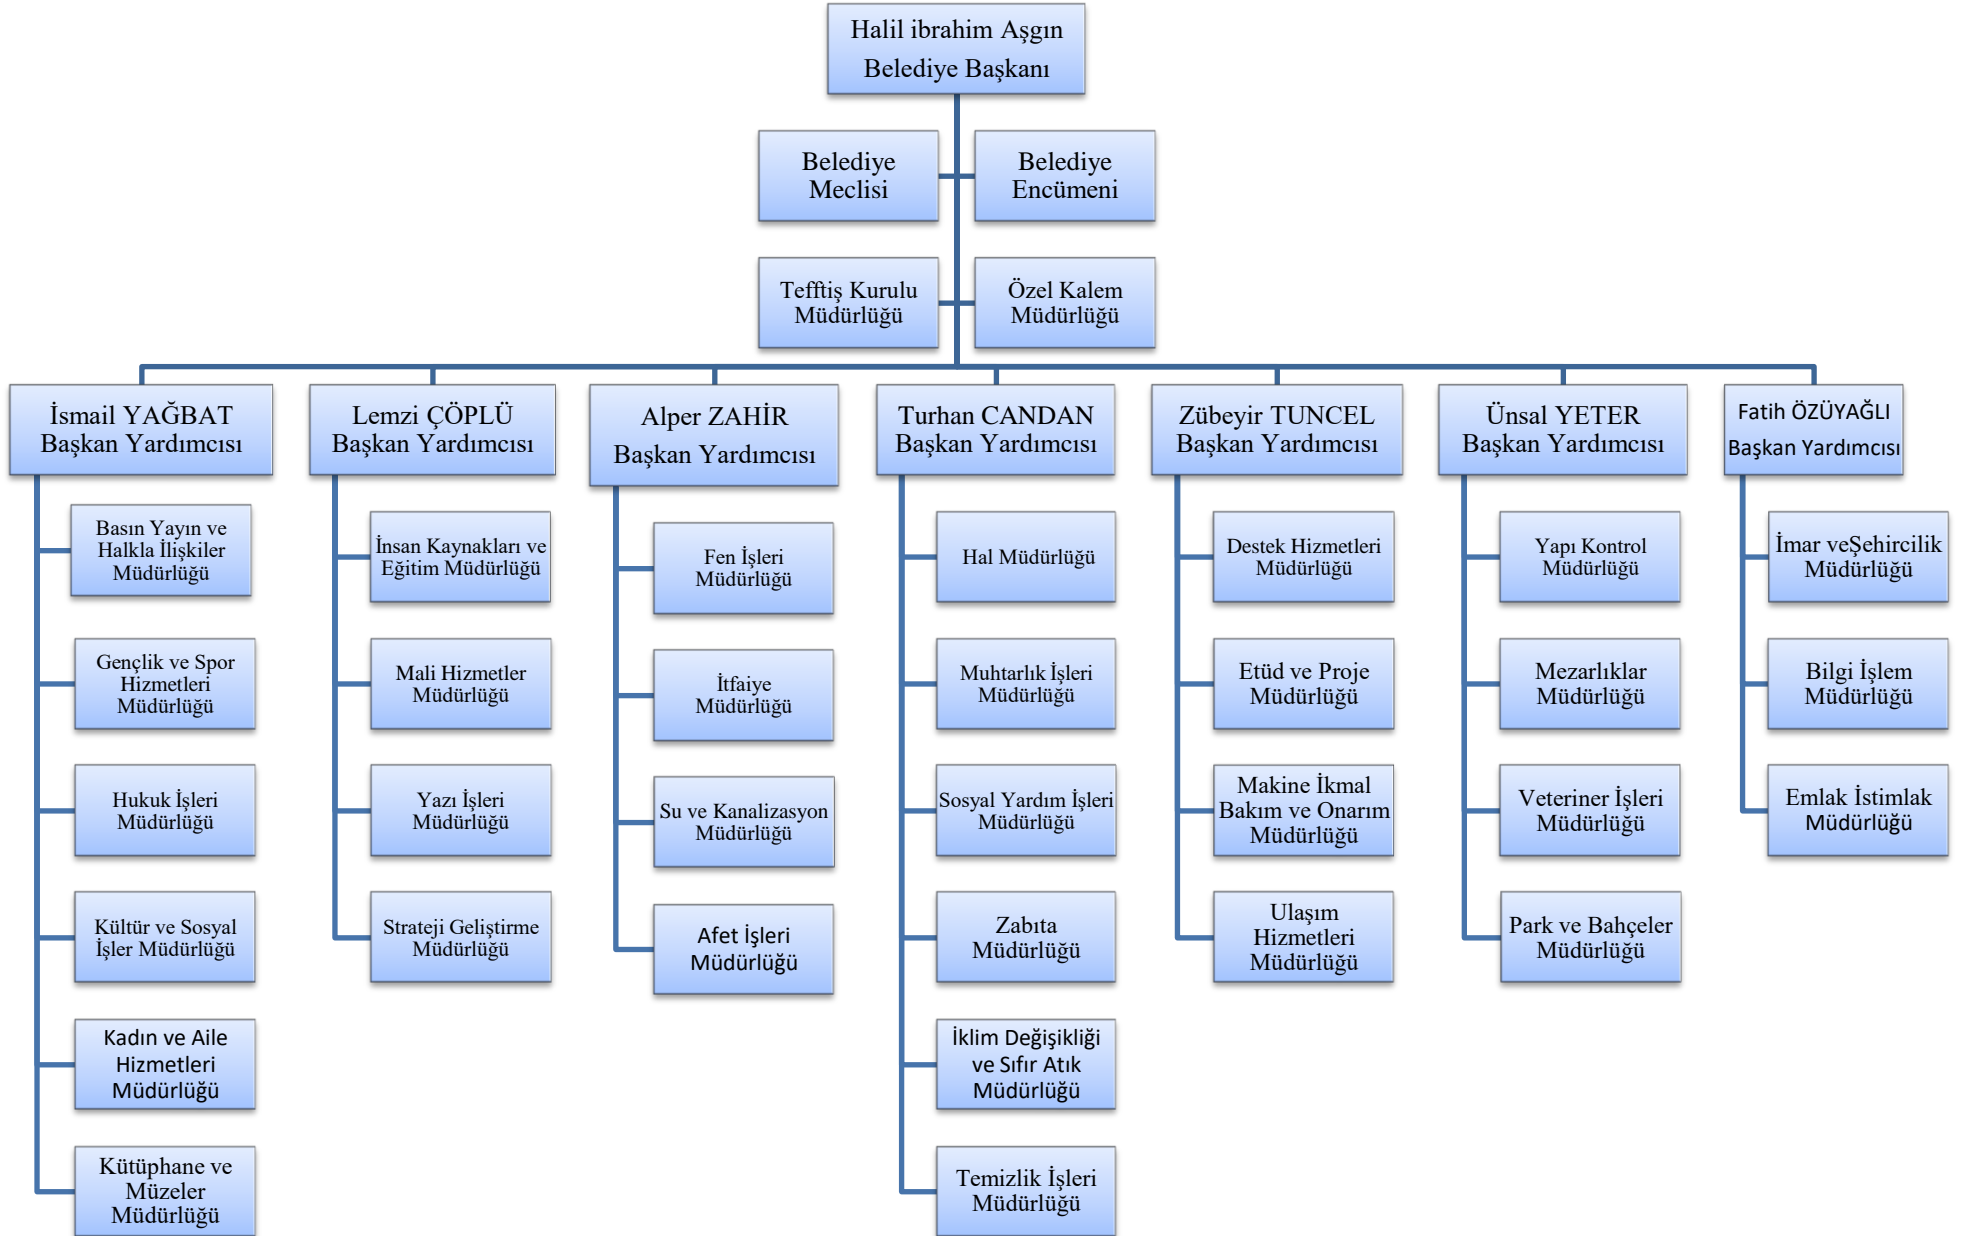 Halil ibrahim Aşgın
Belediye Başkanı
Belediye
Meclisi
Belediye
Encümeni
Tefftiş Kurulu
Müdürlüğü
Özel Kalem
Müdürlüğü
İsmail YAĞBAT
Başkan Yardımcısı
Basın Yayın ve
Halkla İlişkiler
Müdürlüğü
Gençlik ve Spor
Hizmetleri
Müdürlüğü
Hukuk İşleri
Müdürlüğü
Kültür ve Sosyal
İşler Müdürlüğü
Kadın ve Aile
Hizmetleri
Müdürlüğü
Kütüphane ve
Müzeler
Müdürlüğü
Lemzi ÇÖPLÜ
Başkan Yardımcısı
İnsan Kaynakları ve
Eğitim Müdürlüğü
Mali Hizmetler
Müdürlüğü
Yazı İşleri
Müdürlüğü
Strateji Geliştirme
Müdürlüğü
Alper ZAHİR
Başkan Yardımcısı
Fen İşleri
Müdürlüğü
İtfaiye
Müdürlüğü
Su ve Kanalizasyon
Müdürlüğü
Afet İşleri
Müdürlüğü
Turhan CANDAN
Başkan Yardımcısı
Hal Müdürlüğü
Muhtarlık İşleri
Müdürlüğü
Sosyal Yardım İşleri
Müdürlüğü
Zabıta
Müdürlüğü
İklim Değişikliği
ve Sıfır Atık
Müdürlüğü
Temizlik İşleri
Müdürlüğü
Zübeyir TUNCEL
Başkan Yardımcısı
Destek Hizmetleri
Müdürlüğü
Etüd ve Proje
Müdürlüğü
Makine İkmal
Bakım ve Onarım
Müdürlüğü
Ulaşım
Hizmetleri
Müdürlüğü
Ünsal YETER
Başkan Yardımcısı
Yapı Kontrol
Müdürlüğü
Mezarlıklar
Müdürlüğü
Veteriner İşleri
Müdürlüğü
Park ve Bahçeler
Müdürlüğü
Fatih ÖZÜYAĞLI
Başkan Yardımcısı
İmar veŞehircilik
Müdürlüğü
Bilgi İşlem
Müdürlüğü
Emlak İstimlak
Müdürlüğü